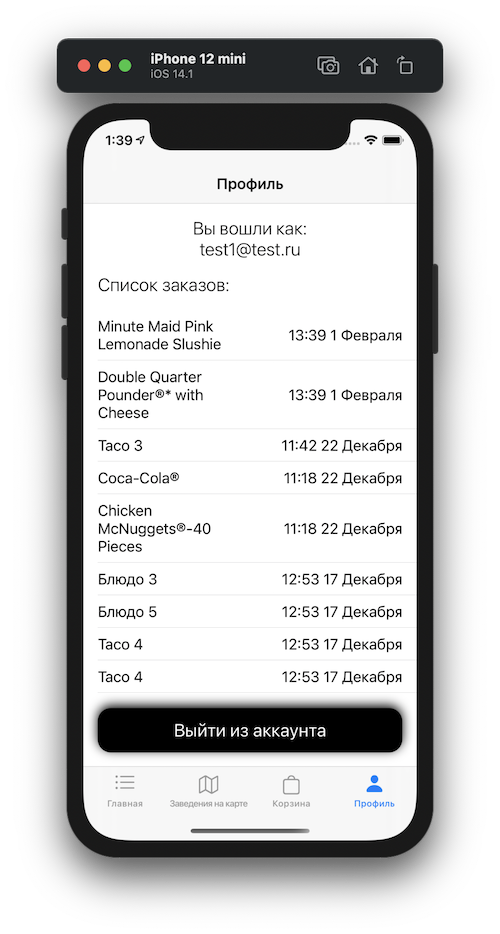 iPhone 12 mini
iOS 14.1
1:39
Профиль
Вы вошли как:
test1@test.ru
Список заказов:
Minute Maid Pink
Lemonade Slushie
13:39 1 Февраля
Double Quarter
Pounder®* with
Cheese
13:39 1 Февраля
Taco 3
11:42 22 Декабря
Coca-Cola®
11:18 22 Декабря
Chicken
McNuggets®-40
Pieces
11:18 22 Декабря
Блюдо 3
12:53 17 Декабря
Блюдо 5
12:53 17 Декабря
Taco 4
12:53 17 Декабря
Taco 4
12:53 17 Декабря
Выйти из аккаунта
Главная
Заведения на карте
Корзина
Профиль